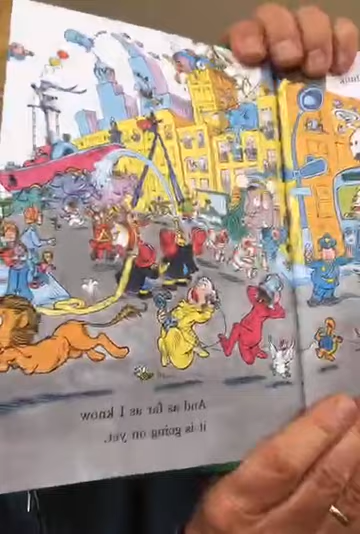 And as far as I know
it is going on yet.